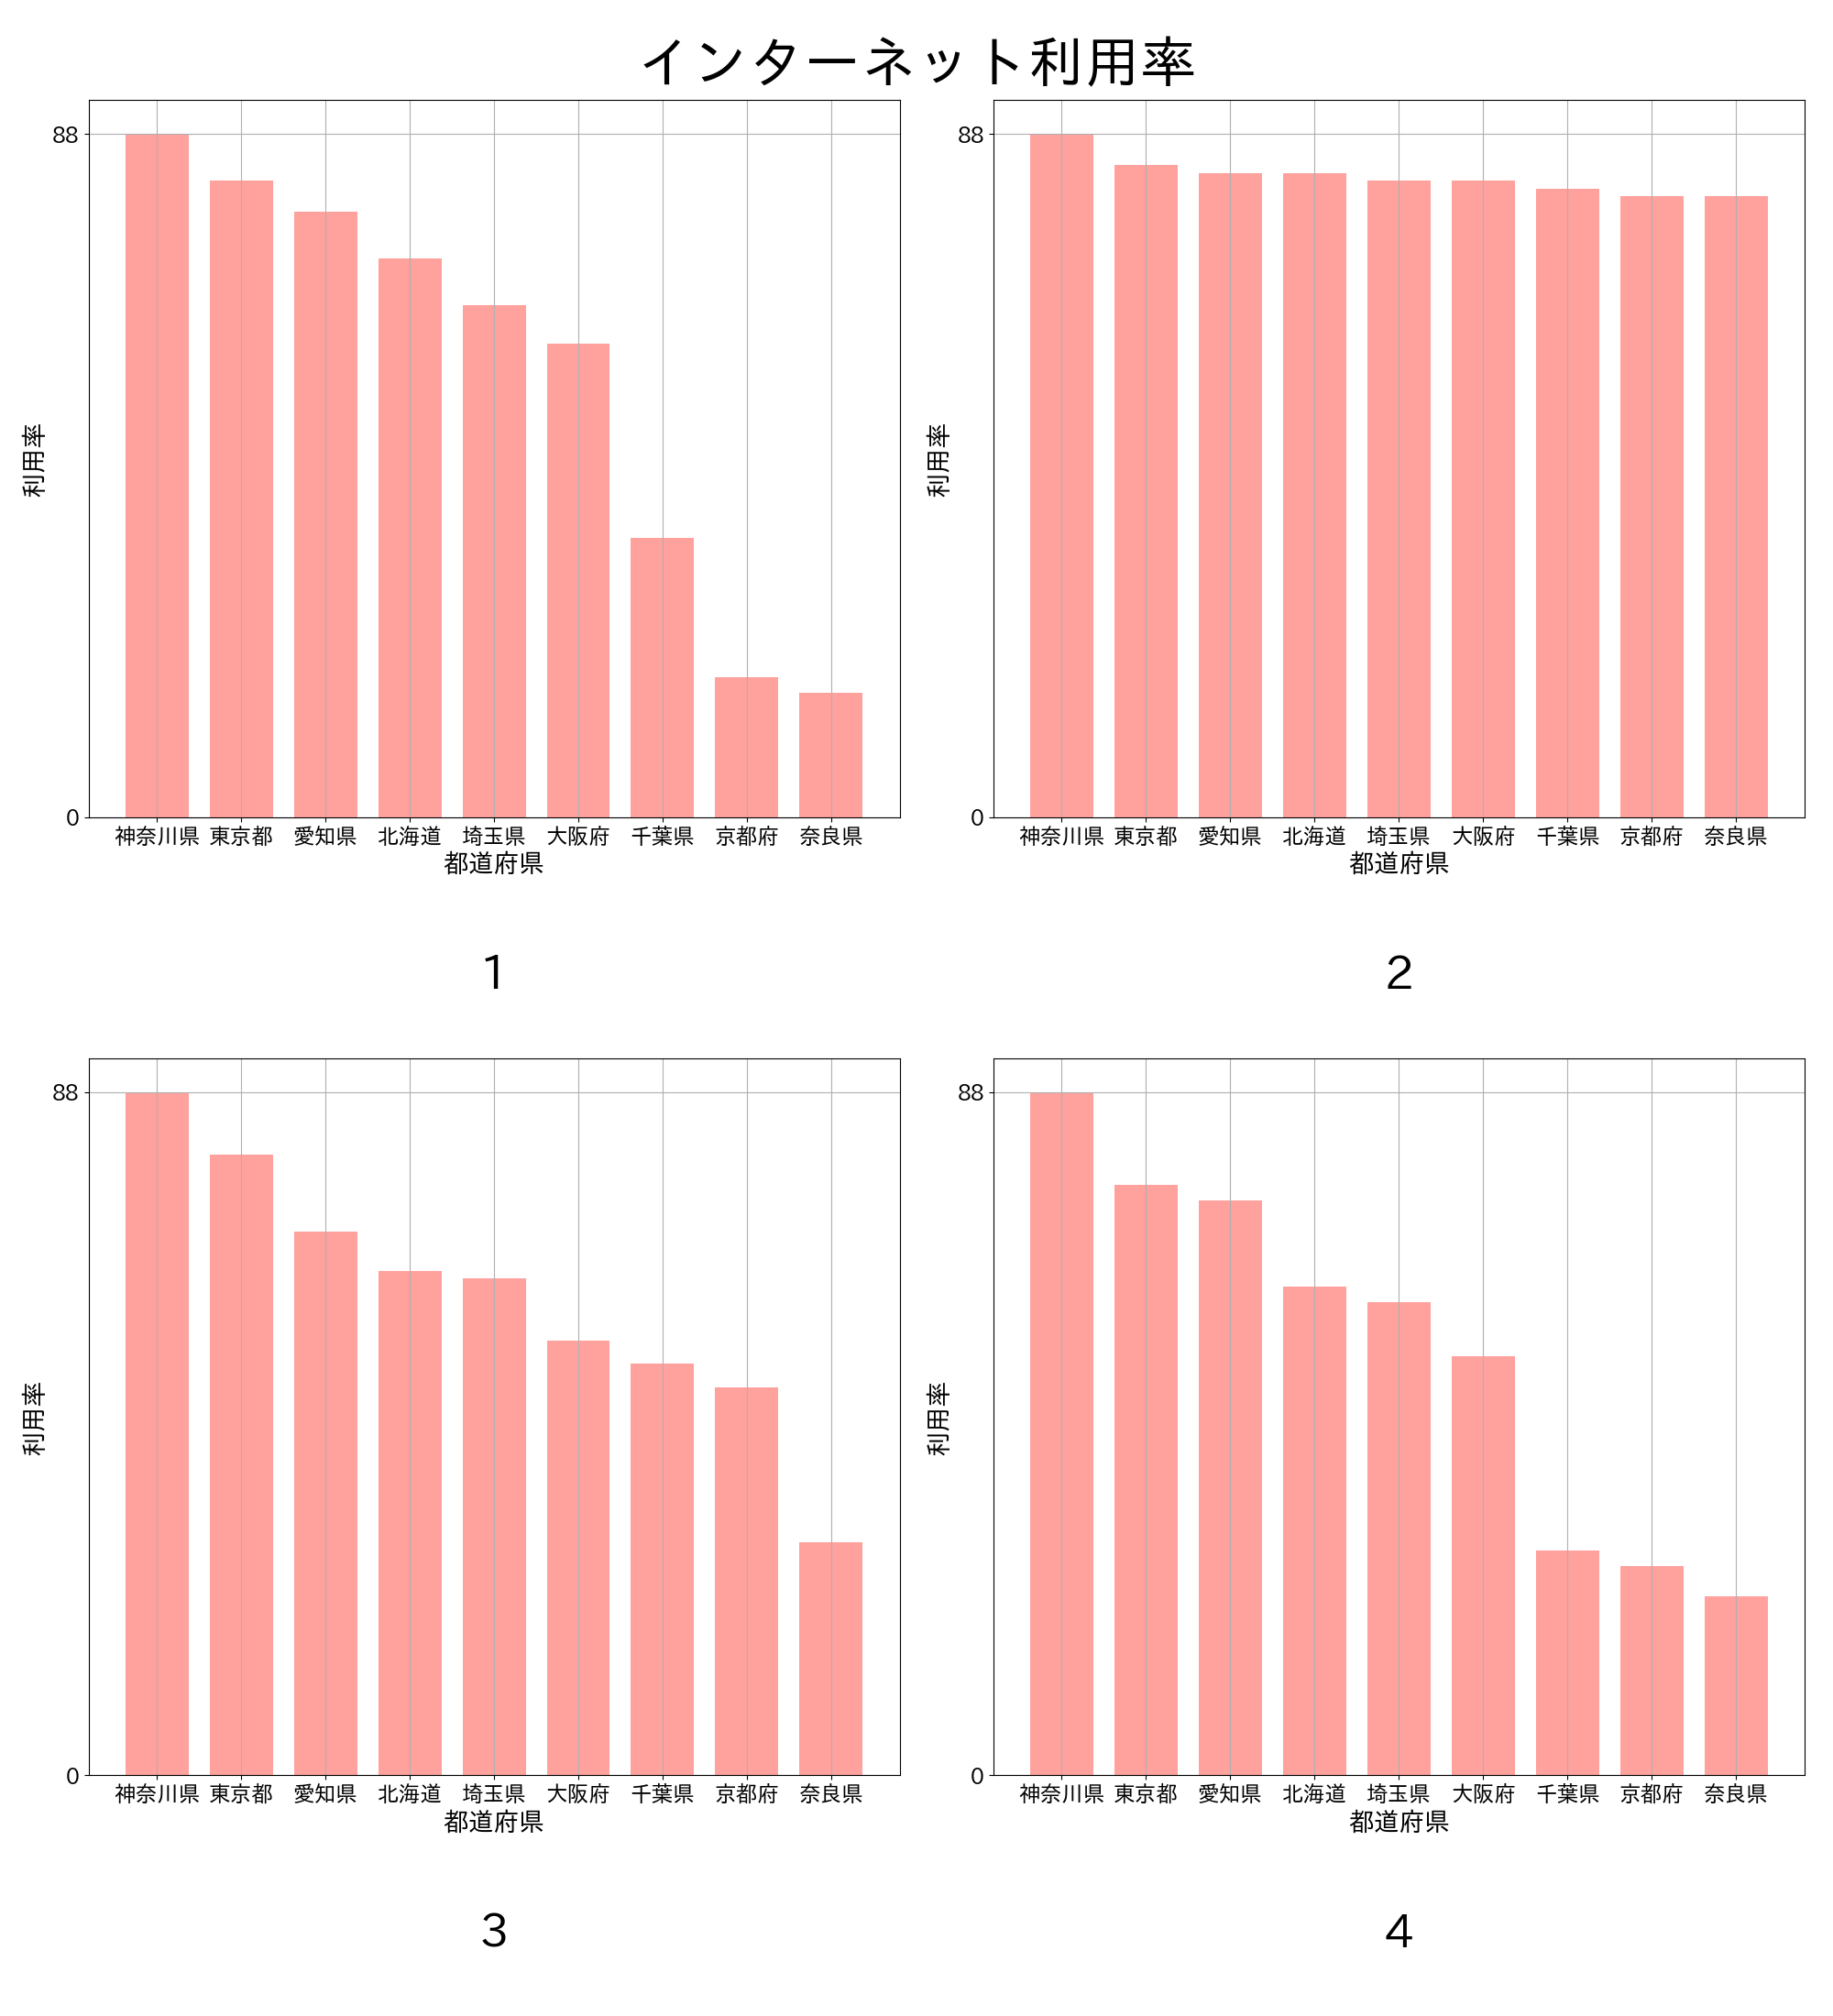 インターネット利用率
88
0
利用率
神奈川県 東京都 愛知県 北海道 埼玉県 大阪府 千葉県 京都府 奈良県
都道府県
1
88
0
利用率
神奈川県 東京都 愛知県 北海道 埼玉県 大阪府 千葉県 京都府 奈良県
都道府県
2
88
0
利用率
神奈川県 東京都 愛知県 北海道 埼玉県 大阪府 千葉県 京都府 奈良県
都道府県
3
88
0
利用率
神奈川県 東京都 愛知県 北海道 埼玉県 大阪府 千葉県 京都府 奈良県
都道府県
4